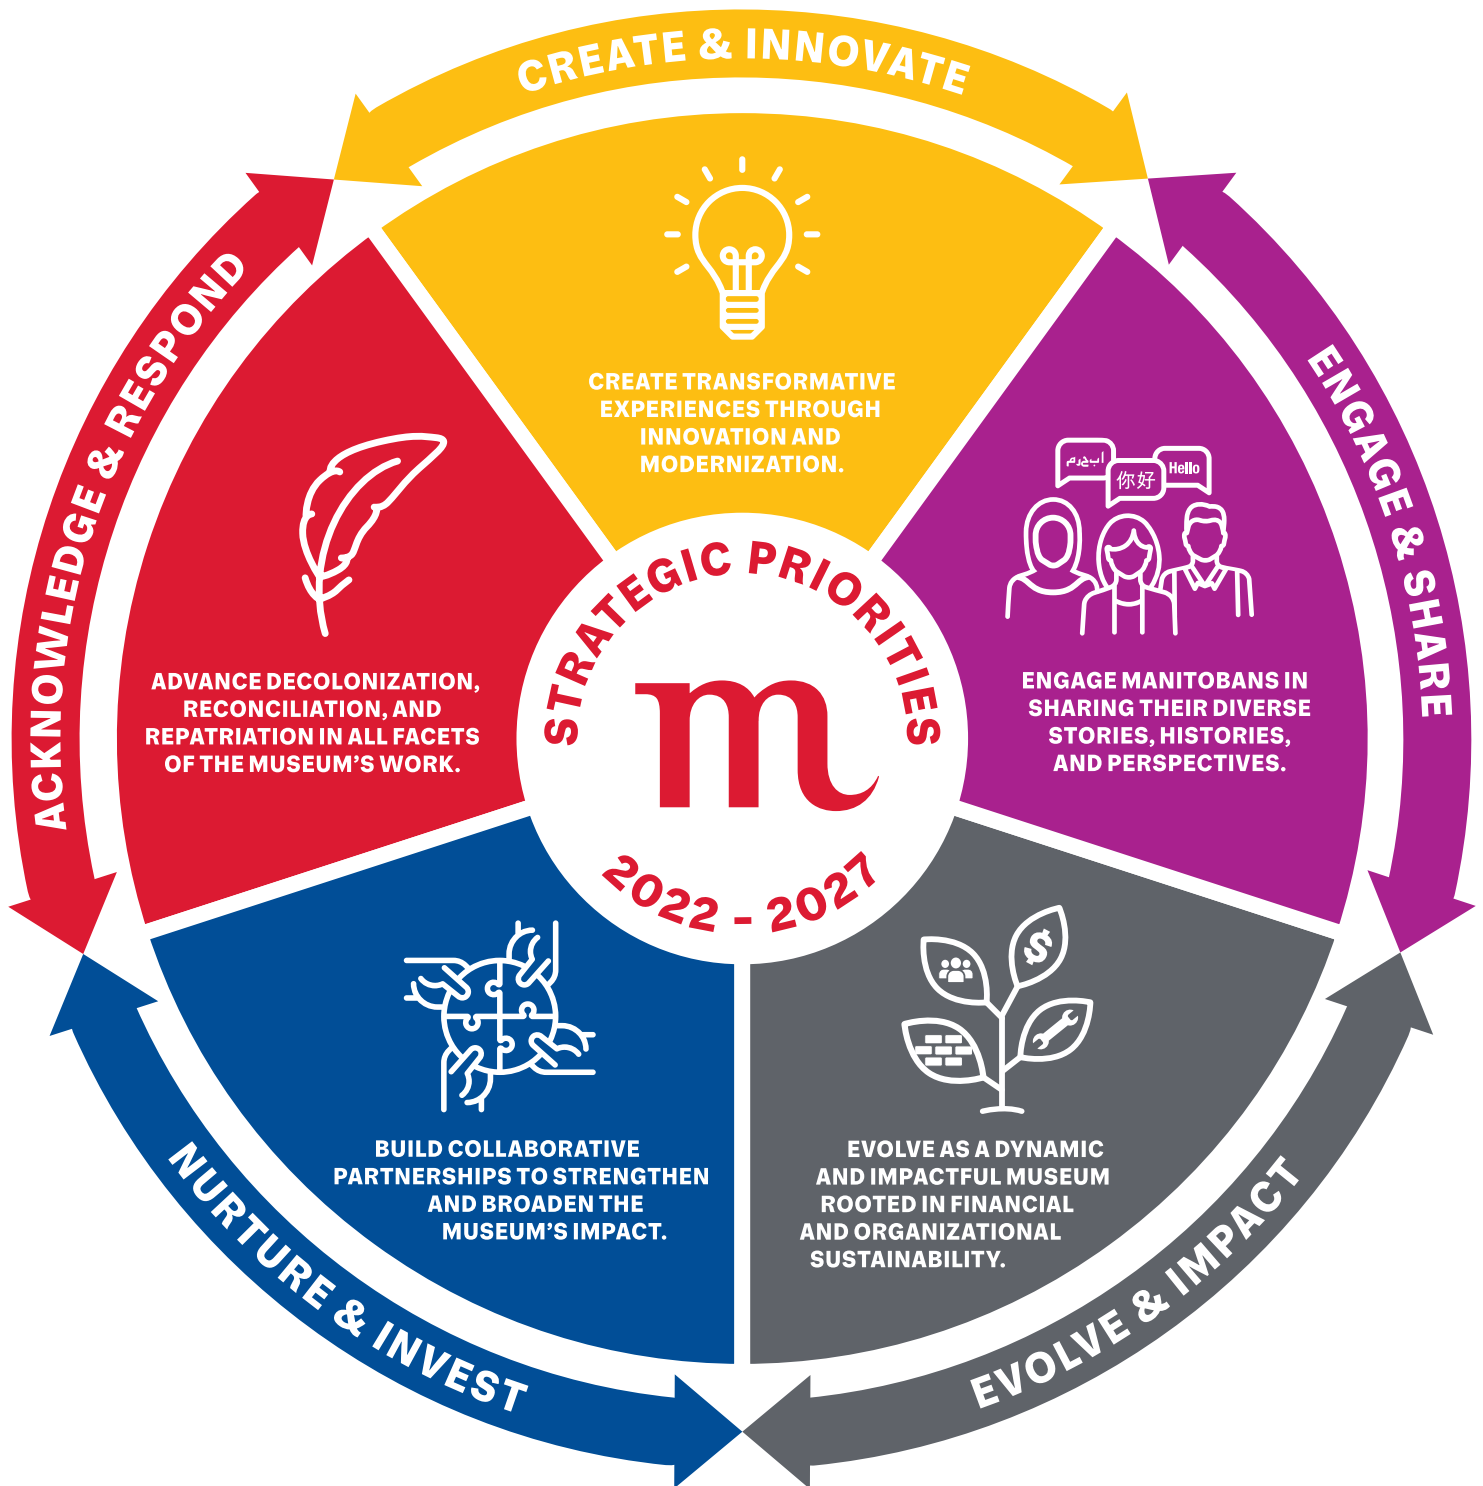 CREATE & INNOVATE
CREATE TRANSFORMATIVE
EXPERIENCES THROUGH
INNOVATION AND
MODERNIZATION.
ENGAGE & SHARE
你好
Hello
ENGAGE MANITOBANS IN
SHARING THEIR DIVERSE
STORIES, HISTORIES,
AND PERSPECTIVES.
EVOLVE & IMPACT
$
EVOLVE AS A DYNAMIC
AND IMPACTFUL MUSEUM
ROOTED IN FINANCIAL
AND ORGANIZATIONAL
SUSTAINABILITY.
NURTURE & INVEST
BUILD COLLABORATIVE
PARTNERSHIPS TO STRENGTHEN
AND BROADEN THE
MUSEUM’S IMPACT.
ACKNOWLEDGE & RESPOND
ADVANCE DECOLONIZATION,
RECONCILIATION, AND
REPATRIATION IN ALL FACETS
OF THE MUSEUM’S WORK.
STRATEGIC PRIORITIES
m
2022 - 2027